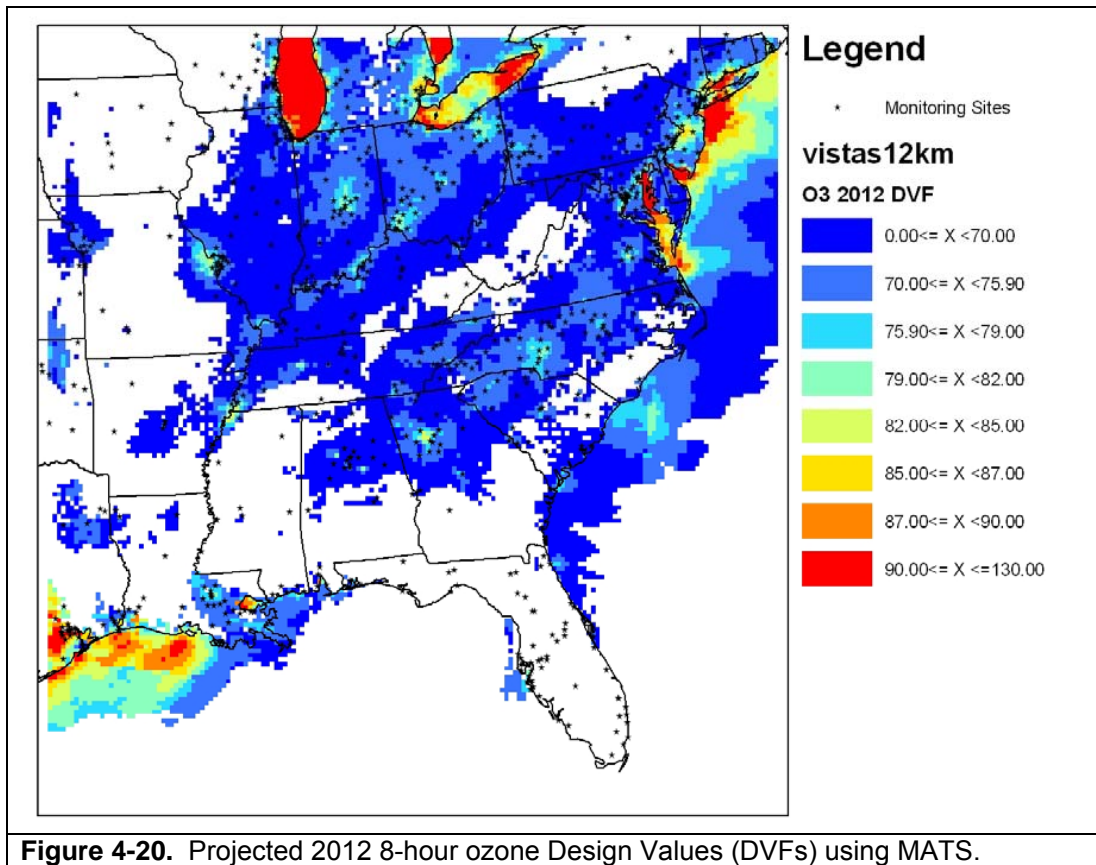 Legend
Monitoring Sites
vistas12km
O3 2012 DVF
0.00<= X <70.00
70.00<= X <75.90
75.90<= X <79.00
79.00<= X <82.00
82.00<= X <85.00
85.00<= X <87.00
87.00<= X <90.00
90.00<= X <=130.00
Figure 4-20. Projected 2012 8-hour ozone Design Values (DVFs) using MATS.